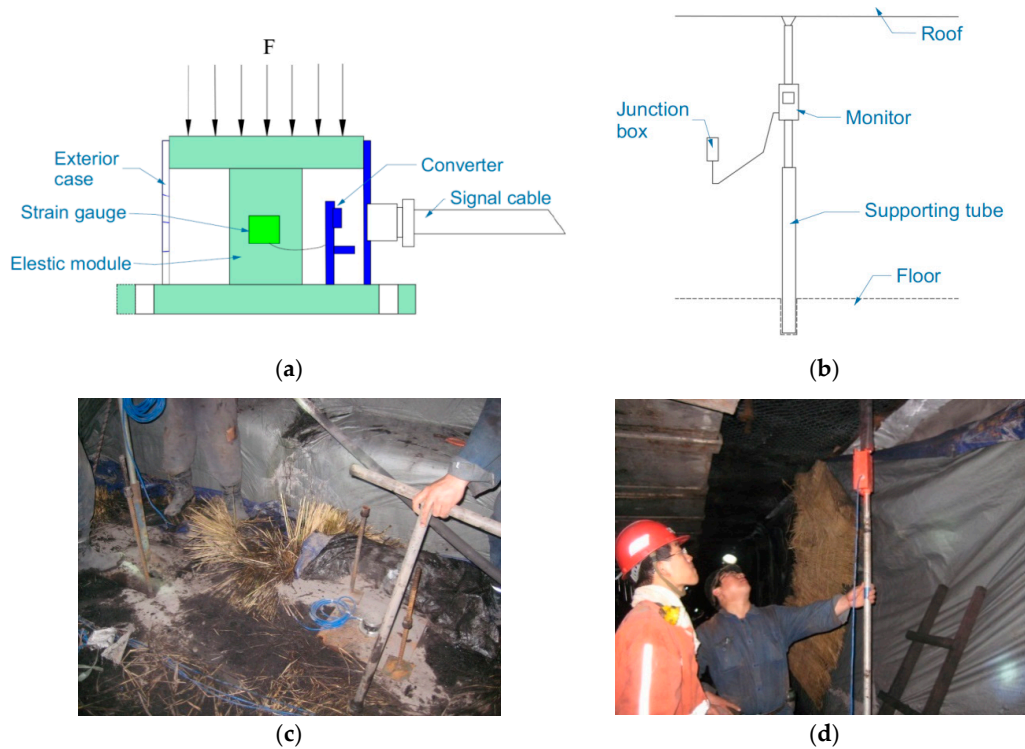 F
Roof
Exterior
case
Converter
Strain gauge
Signal cable
Elestic module
Junction
box
Monitor
Supporting tube
Floor
(a)
(b)
(c)
(d)